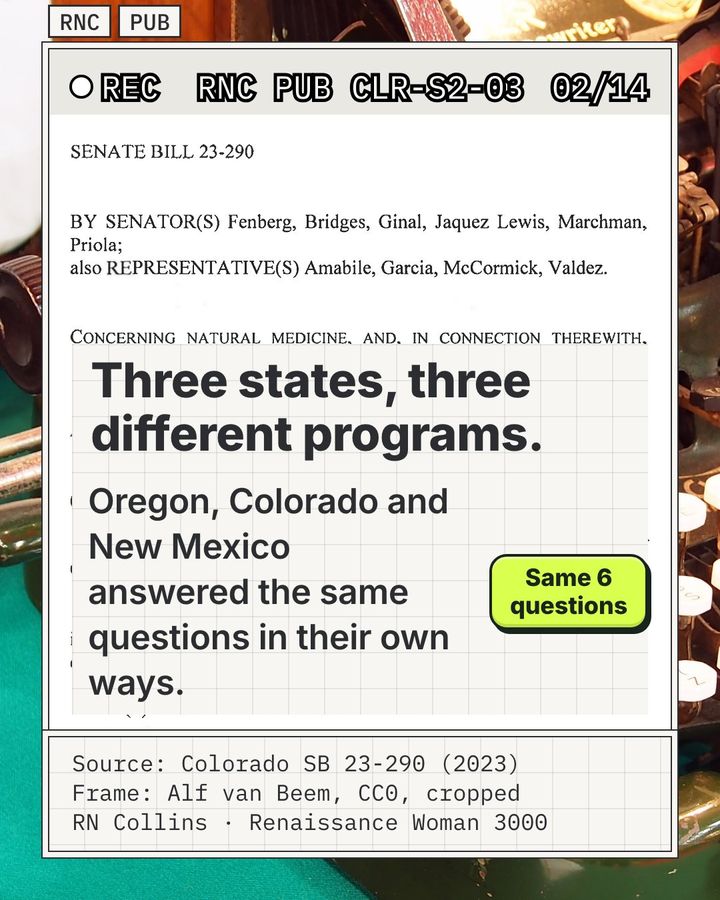 RNC PUB
REC RNC PUB CLR-S2-03 02/14
SENATE BILL 23-290
BY SENATOR(S) Fenberg, Bridges, Ginal, Jaquez Lewis, Marchman,
Priola;
also REPRESENTATIVE(S) Amabile, Garcia, McCormick, Valdez.
CONCERNING NATURAL MEDICINE, AND, IN CONNECTION THEREWITH,
Three states, three
different programs.
Oregon, Colorado and
New Mexico
answered the same
questions in their own
ways.
Same 6
questions
Source: Colorado SB 23-290 (2023)
Frame: Alf van Beem, CC0, cropped
RN Collins · Renaissance Woman 3000